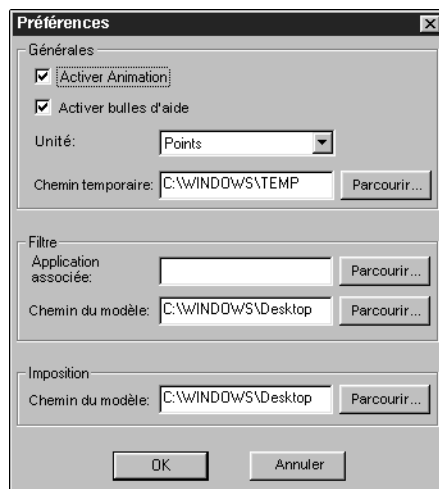 Préférences
Générales
Activer Animation
Activer bulles d'aide
Unité: Points
Chemin temporaire: C:\WINDOWS\TEMP Parcourir...
Filtre
Application
associée: Parcourir...
Chemin du modèle: C:\WINDOWS\Desktop Parcourir...
Imposition
Chemin du modèle: C:\WINDOWS\Desktop Parcourir...
OK Annuler